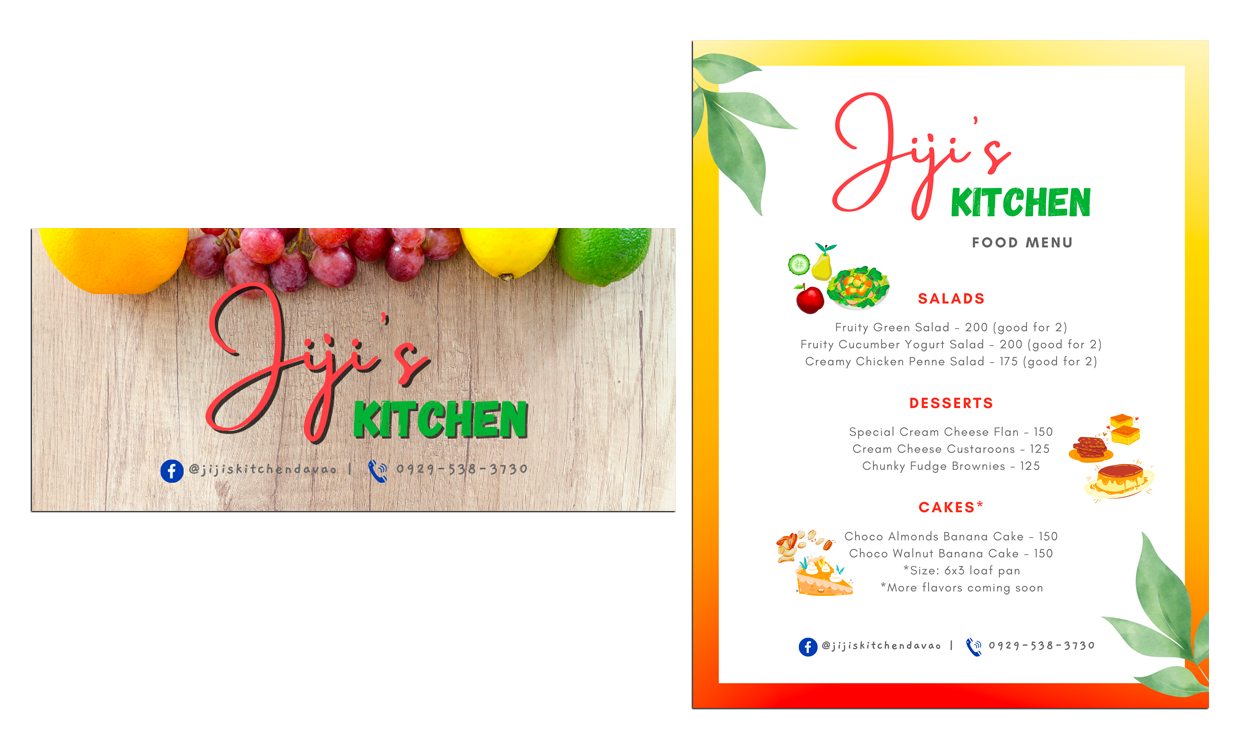 Jiji's
KITCHEN
@jijiskitchendavao | 0929-538-3730
Jiji's
KITCHEN
FOOD MENU
SALADS
Fruity Green Salad - 200 (good for 2)
Fruity Cucumber Yogurt Salad - 200 (good for 2)
Creamy Chicken Penne Salad - 175 (good for 2)
DESSERTS
Special Cream Cheese Flan - 150
Cream Cheese Custaroons - 125
Chunky Fudge Brownies - 125
CAKES*
Choco Almonds Banana Cake - 150
Choco Walnut Banana Cake - 150
*Size: 6x3 loaf pan
*More flavors coming soon
@jijiskitchendavao | 0929-538-3730